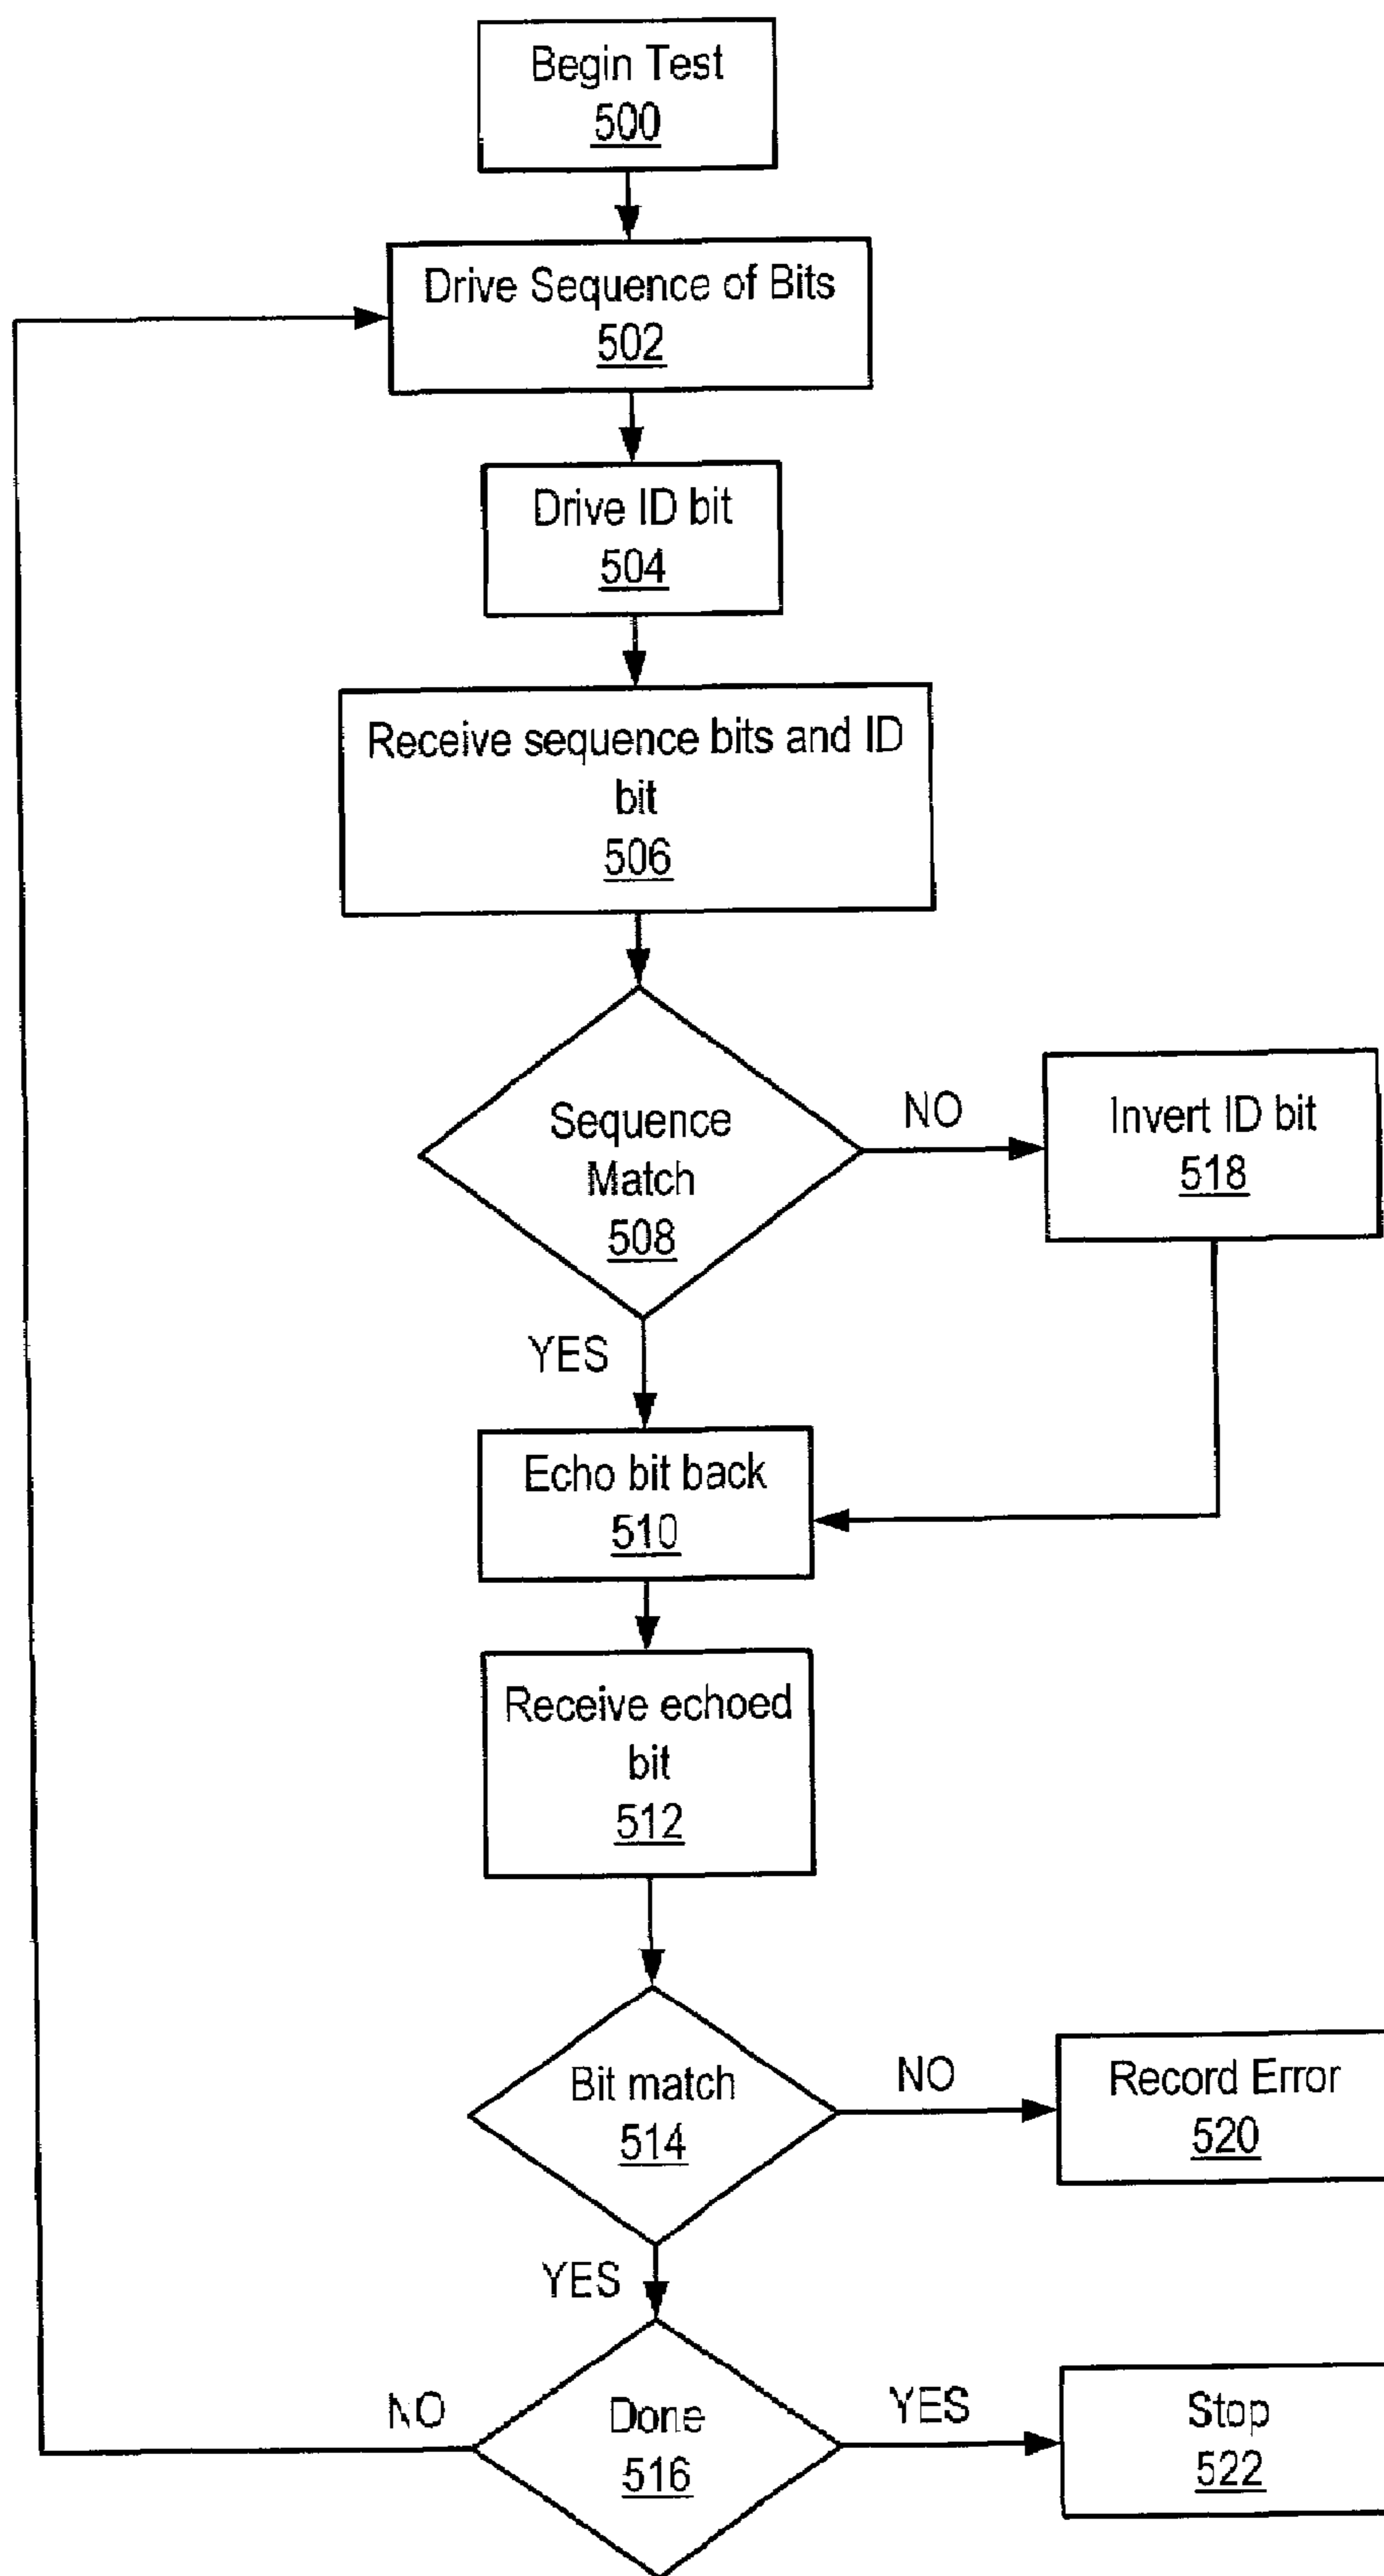 Begin Test
500
Drive Sequence of Bits
502
Drive ID bit
504
Receive sequence bits and ID
bit
506
Sequence
Match
508
NO
Invert ID bit
518
YES
Echo bit back
510
Receive echoed
bit
512
Bit match
514
NO
Record Error
520
YES
Done
516
NO
YES
Stop
522